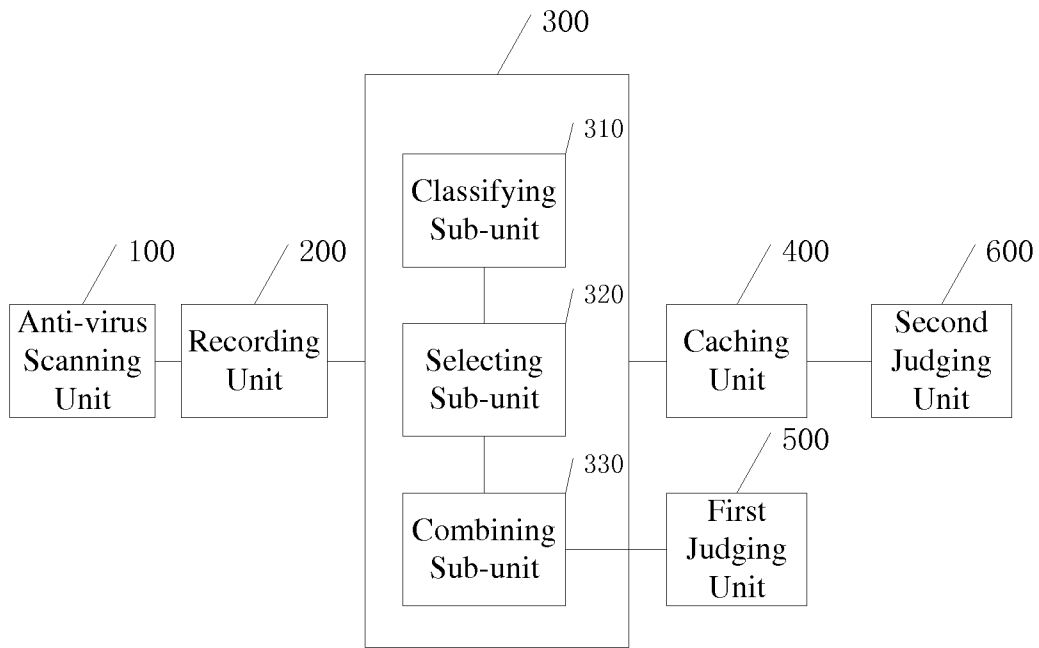 300
310
Classifying
Sub-unit
100
200
320
400
600
Anti-virus
Scanning
Unit
Recording
Unit
Selecting
Sub-unit
Caching
Unit
Second
Judging
Unit
330
500
Combining
Sub-unit
First
Judging
Unit